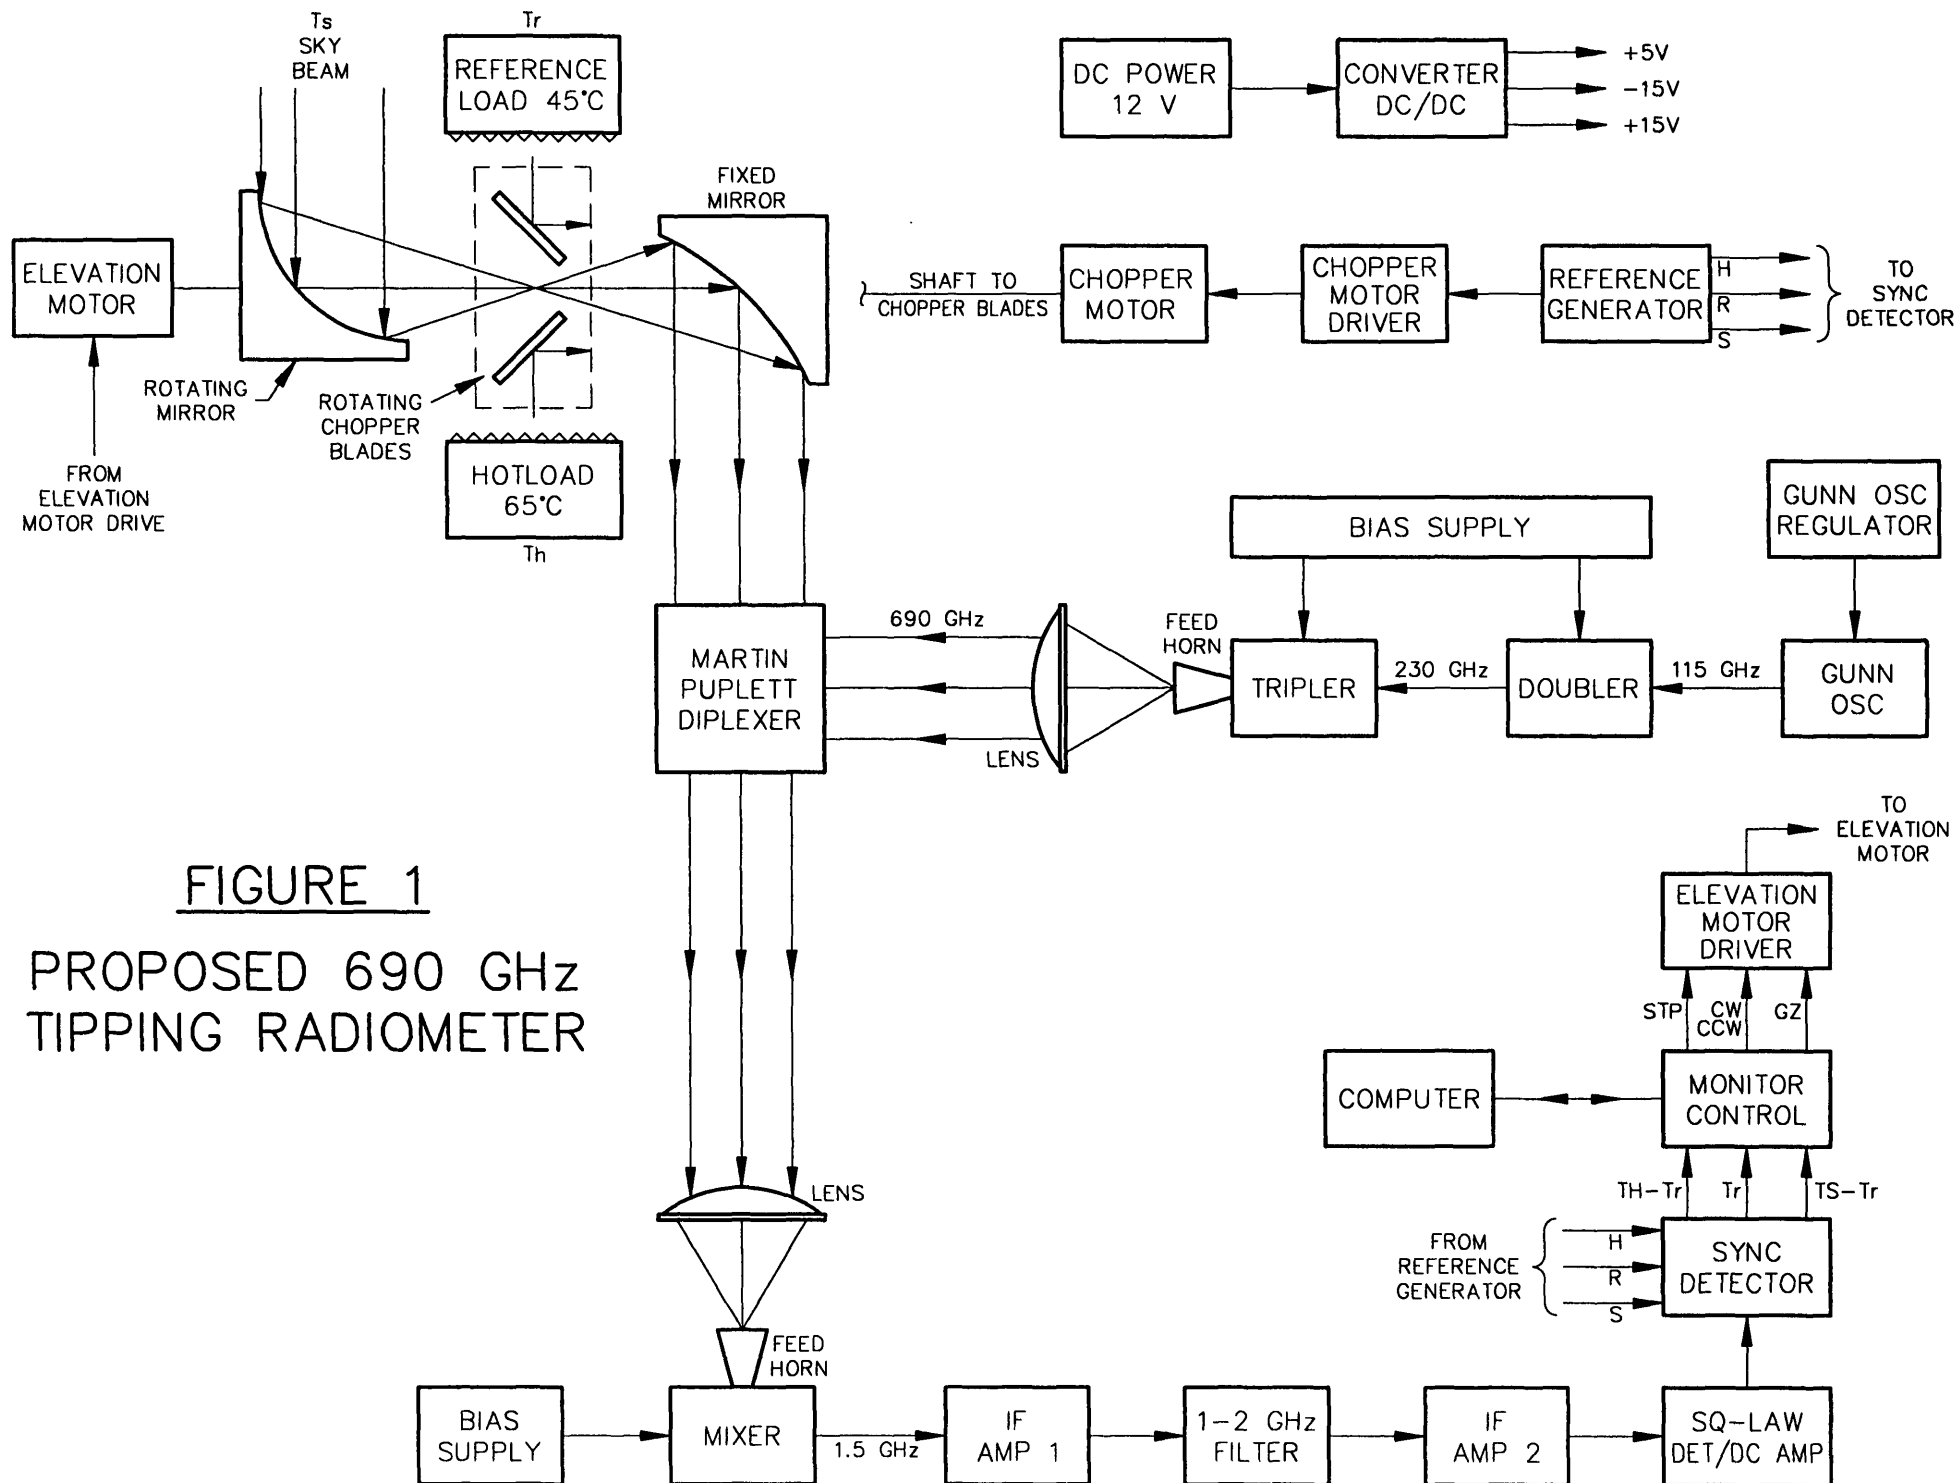 Ts
SKY
BEAM
Tr
REFERENCE
LOAD 45°C
DC POWER
12 V
CONVERTER
DC/DC
+5V
-15V
+15V
FIXED
MIRROR
ELEVATION
MOTOR
ROTATING
MIRROR
ROTATING
CHOPPER
BLADES
FROM
ELEVATION
MOTOR DRIVE
HOTLOAD
65°C
Th
SHAFT TO
CHOPPER BLADES
CHOPPER
MOTOR
CHOPPER
MOTOR
DRIVER
REFERENCE
GENERATOR
H
R
S
TO
SYNC
DETECTOR
BIAS SUPPLY
GUNN OSC
REGULATOR
MARTIN
PUPLETT
DIPLEXER
690 GHz
LENS
FEED
HORN
TRIPLER
230 GHz
DOUBLER
115 GHz
GUNN
OSC
FIGURE 1
PROPOSED 690 GHz
TIPPING RADIOMETER
TO
ELEVATION
MOTOR
ELEVATION
MOTOR
DRIVER
STP
CW
CCW
GZ
COMPUTER
MONITOR
CONTROL
TH-Tr
Tr
TS-Tr
FROM
REFERENCE
GENERATOR
H
R
S
SYNC
DETECTOR
LENS
FEED
HORN
BIAS
SUPPLY
MIXER
1.5 GHz
IF
AMP 1
1-2 GHz
FILTER
IF
AMP 2
SQ-LAW
DET/DC AMP